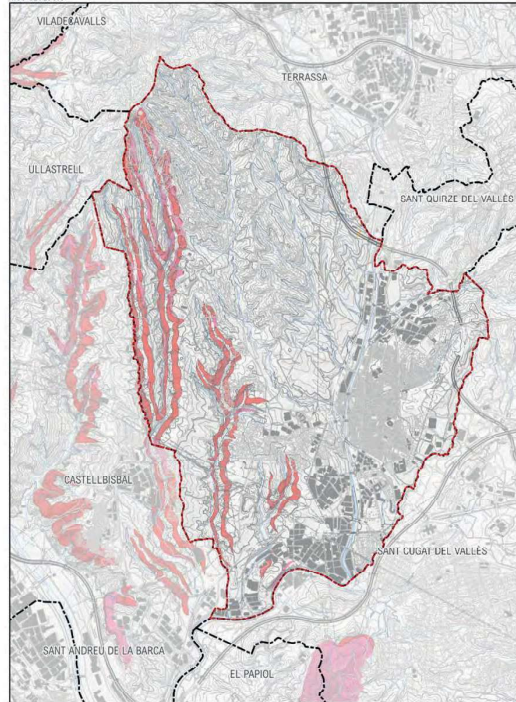 VILADECAVALLS
TERRASSA
ULLASTRELL
SANT QUIRZE DEL VALLÈS
CASTELLBISBAL
SANT CUGAT DEL VALLÈS
SANT ANDREU DE LA BARCA
EL PAPIOL